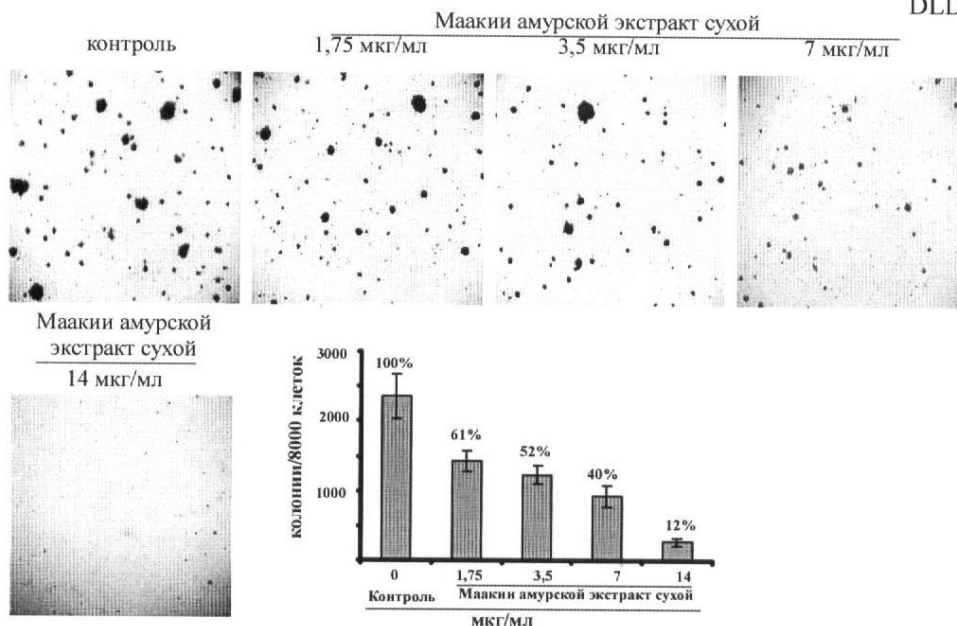 DLD
Маакии амурской экстракт сухой
контроль
1,75 мкг/мл
3,5 мкг/мл
7 мкг/мл
Маакии амурской
экстракт сухой
14 мкг/мл
колонии/8000 клеток
3000
2000
1000
100%
61%
52%
40%
12%
0
1,75
3,5
7
14
Контроль
Маакии амурской экстракт сухой
мкг/мл